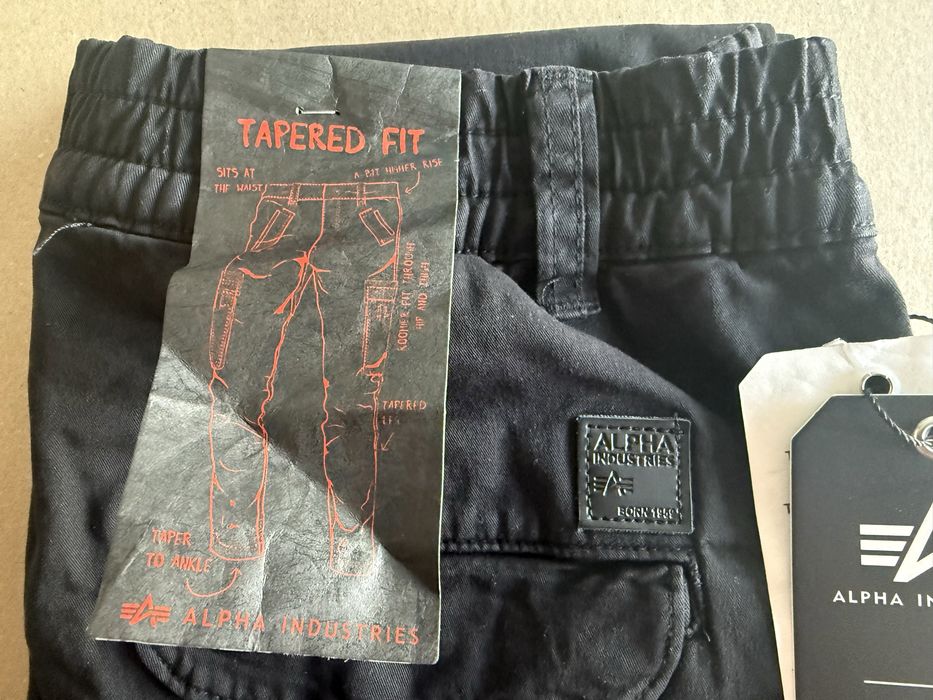 TAPERED FIT
SITS AT
THE WAIST
A BIT HIGHER RISE
ROOMIER FIT THROUGH
HIP AND THIGH
TAPERED
TAPER
TO ANKLE
ALPHA INDUSTRIES
ALPHA
INDUSTRIES
BORN 1959
ALPHA IN